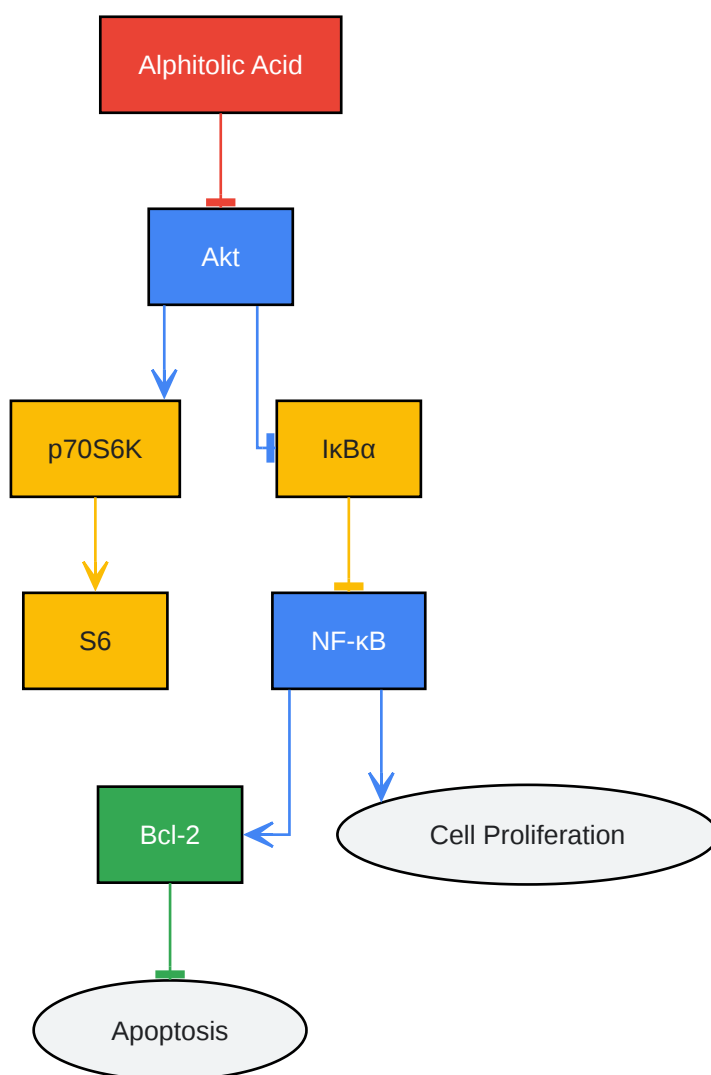 Alphitolic Acid
Akt
p70S6K
IκBα
S6
NF-κB
Bcl-2
Cell Proliferation
Apoptosis